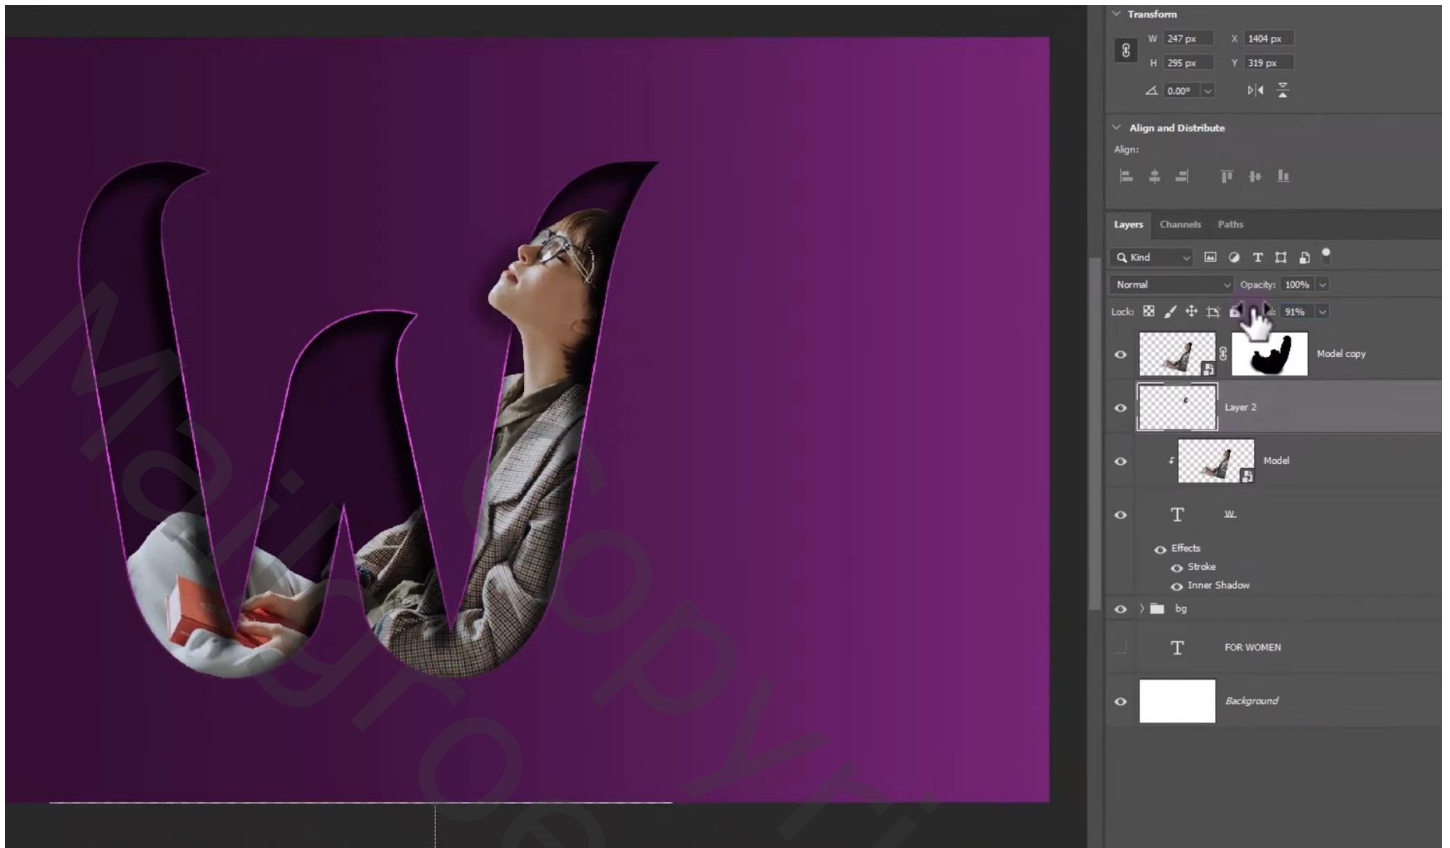 Transform
W 247 px X 1404 px
H 295 px Y 319 px
0.00°
Align and Distribute
Align:
Layers Channels Paths
Kind
Normal Opacity: 100%
Lock: 91%
Model copy
Layer 2
Model
T W
Effects
Stroke
Inner Shadow
bg
T FOR WOMEN
Background
W